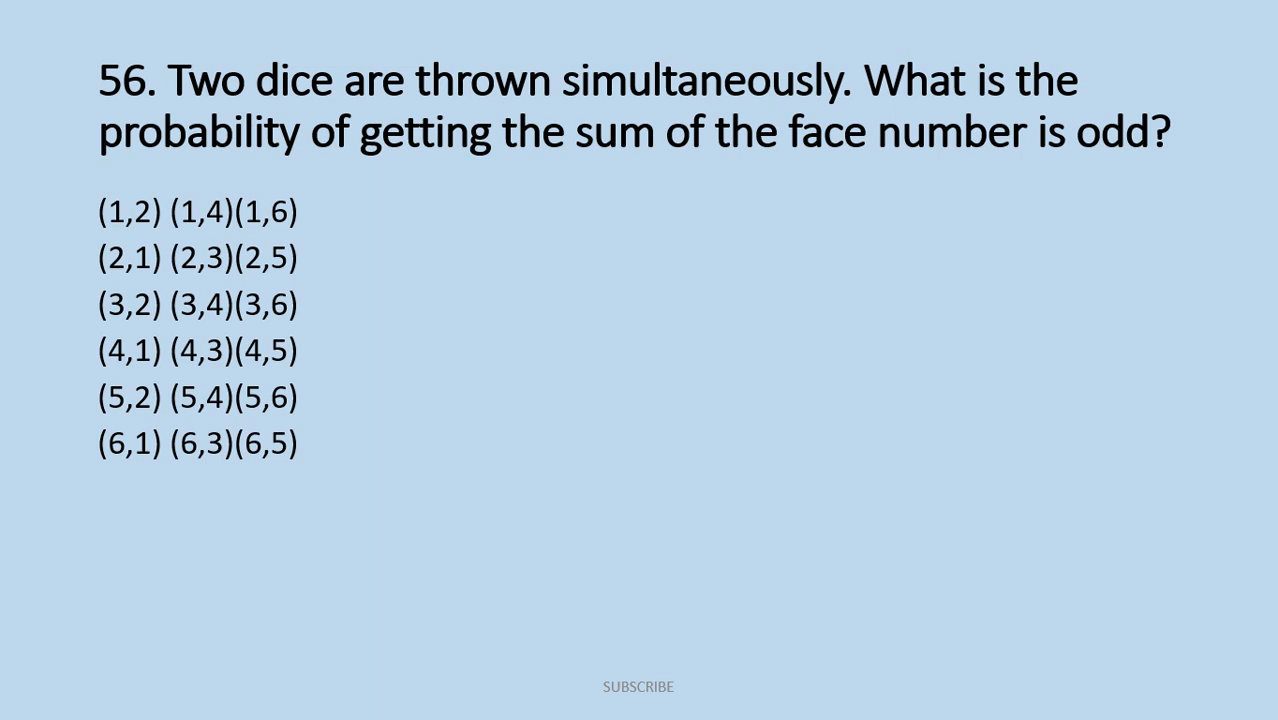 56. Two dice are thrown simultaneously. What is the
probability of getting the sum of the face number is odd?
(1,2) (1,4)(1,6)
(2,1) (2,3)(2,5)
(3,2) (3,4)(3,6)
(4,1) (4,3)(4,5)
(5,2) (5,4)(5,6)
(6,1) (6,3)(6,5)
SUBSCRIBE